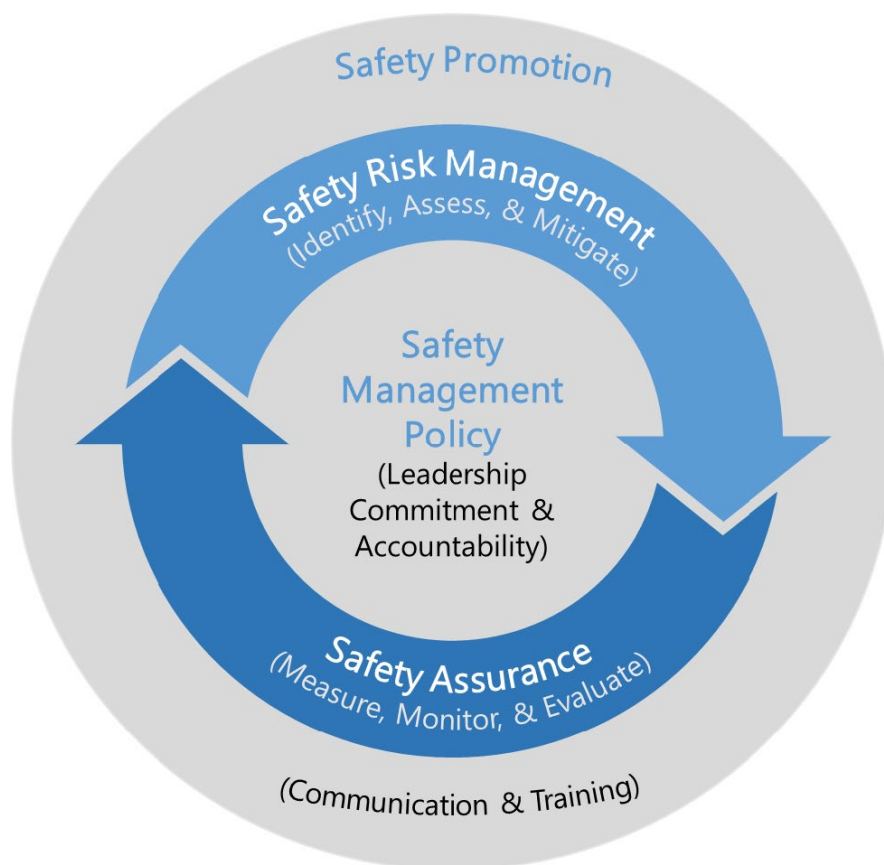 Safety Promotion
Safety Risk Management
(Identify, Assess, & Mitigate)
Safety
Management
Policy
(Leadership
Commitment &
Accountability)
Safety Assurance
(Measure, Monitor, & Evaluate)
(Communication & Training)